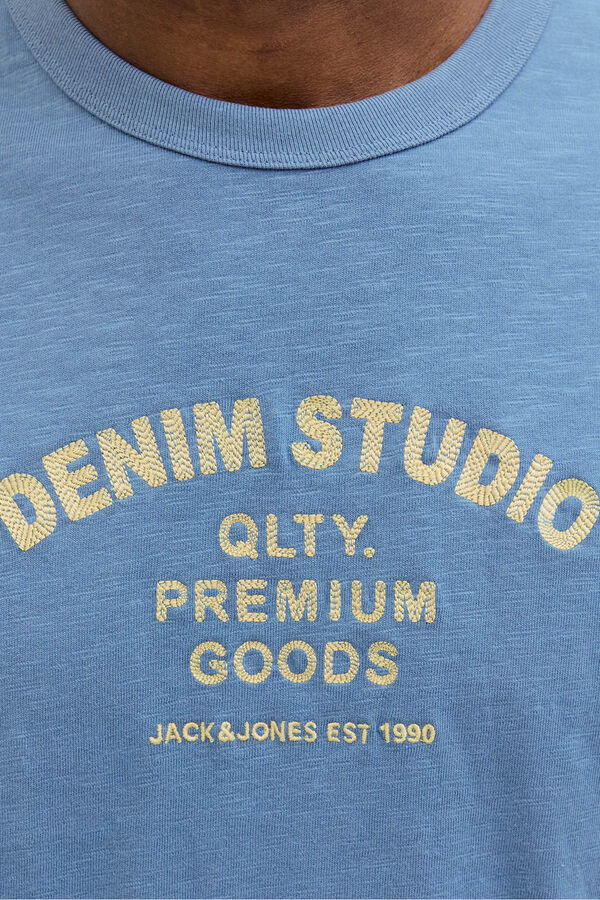 DENIM STUDIO
QLTY.
PREMIUM
GOODS
JACK&JONES EST 1990